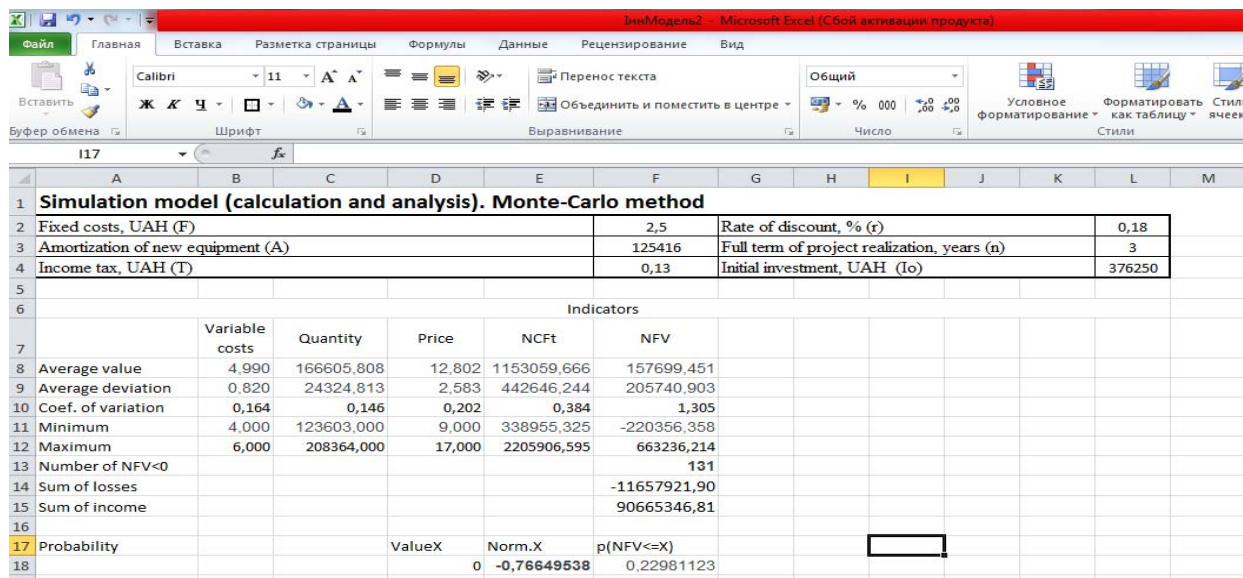 ІннМодель2 - Microsoft Excel (Сбой активации продукта)
Файл Главная Вставка Разметка страницы Формулы Данные Рецензирование Вид
Calibri 11 А А Перенос текста Общий
Вставить Ж К Ч А Объединить и поместить в центре % 000 Условное форматирование Форматировать как таблицу Стил ячеек
Буфер обмена Шрифт Выравнивание Число Стили
I17 fx
A B C D E F G H I J K L M
1 Simulation model (calculation and analysis). Monte-Carlo method
2 Fixed costs, UAH (F) 2,5 Rate of discount, % (r) 0,18
3 Amortization of new equipment (A) 125416 Full term of project realization, years (n) 3
4 Income tax, UAH (T) 0,13 Initial investment, UAH (Io) 376250
5
6 Indicators
7 Variable costs Quantity Price NCFt NFV
8 Average value 4,990 166605,808 12,802 1153059,666 157699,451
9 Average deviation 0,820 24324,813 2,583 442646,244 205740,903
10 Coef. of variation 0,164 0,146 0,202 0,384 1,305
11 Minimum 4,000 123603,000 9,000 338955,325 -220356,358
12 Maximum 6,000 208364,000 17,000 2205906,595 663236,214
13 Number of NFV<0 131
14 Sum of losses -11657921,90
15 Sum of income 90665346,81
16
17 Probability ValueX Norm.X p(NFV<=X)
18 0 -0,76649538 0,22981123